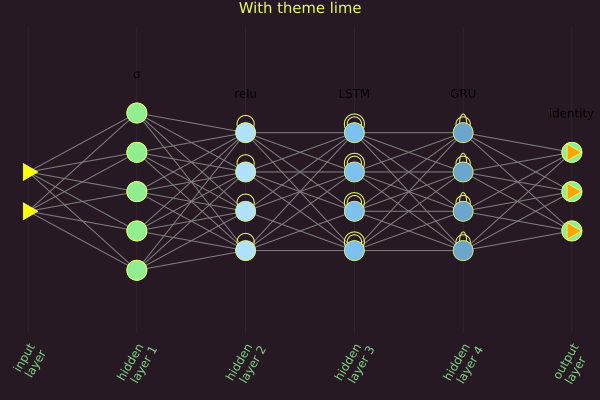 With theme lime
σ
relu
LSTM
GRU
identity
input
layer
hidden
layer 1
hidden
layer 2
hidden
layer 3
hidden
layer 4
output
layer